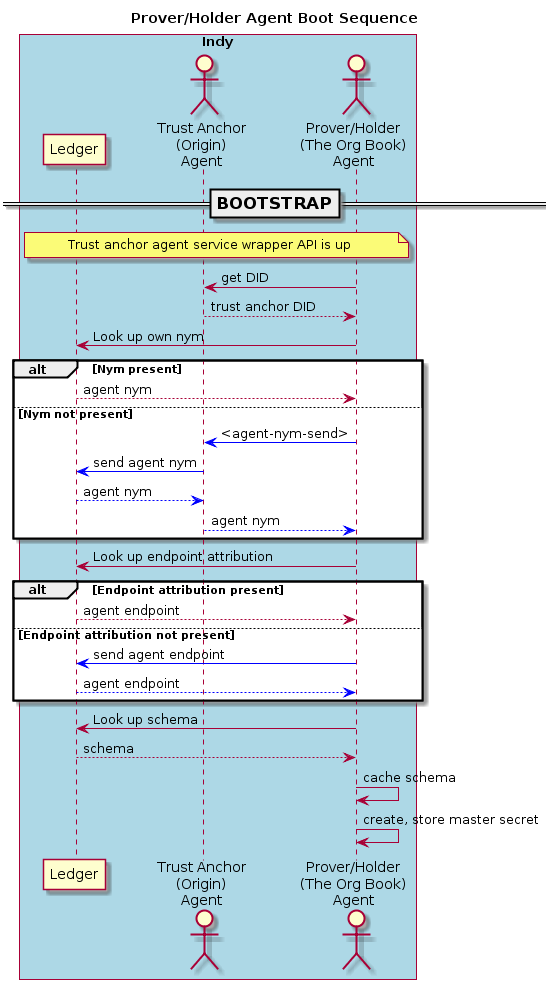 Prover/Holder Agent Boot Sequence
Indy
Trust Anchor
(Origin)
Agent
Prover/Holder
(The Org Book)
Agent
Ledger
BOOTSTRAP
Trust anchor agent service wrapper API is up
get DID
trust anchor DID
Look up own nym
alt [Nym present]
agent nym
[Nym not present]
<agent-nym-send>
send agent nym
agent nym
agent nym
Look up endpoint attribution
alt [Endpoint attribution present]
agent endpoint
[Endpoint attribution not present]
send agent endpoint
agent endpoint
Look up schema
schema
cache schema
create, store master secret
Ledger
Trust Anchor
(Origin)
Agent
Prover/Holder
(The Org Book)
Agent